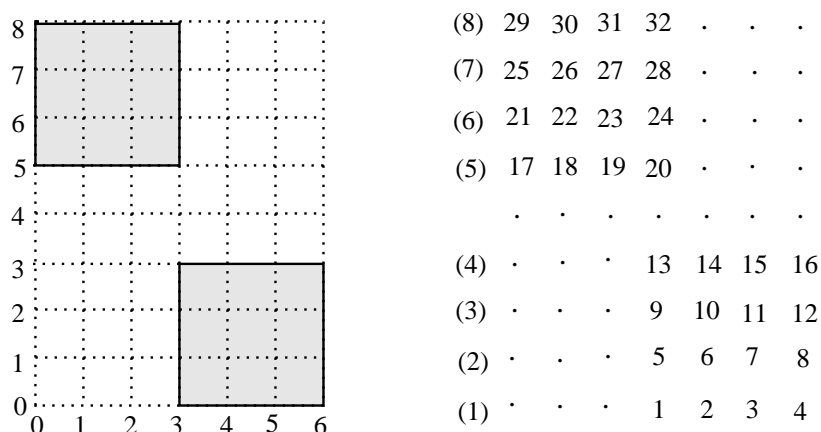 8 (8) 29 30 31 32 . . .
7 (7) 25 26 27 28 . . .
6 (6) 21 22 23 24 . . .
5 (5) 17 18 19 20 . . .
4 . . . . . . .
3 (4) . . . 13 14 15 16
2 (3) . . . 9 10 11 12
1 (2) . . . 5 6 7 8
0 (1) . . . 1 2 3 4
0 1 2 3 4 5 6